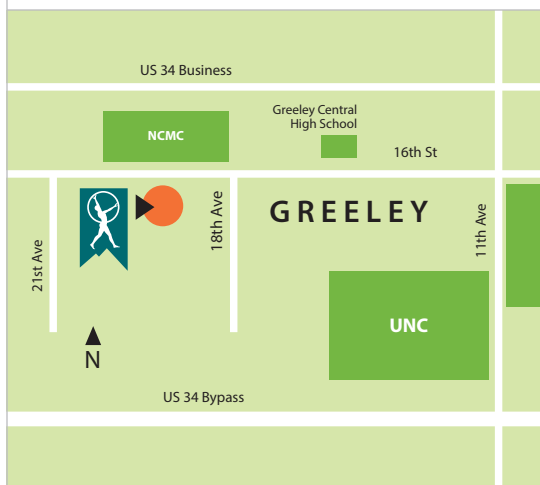 US 34 Business
Greeley Central
High School
NCMC
16th St
GREELEY
21st Ave
18th Ave
11th Ave
UNC
N
US 34 Bypass